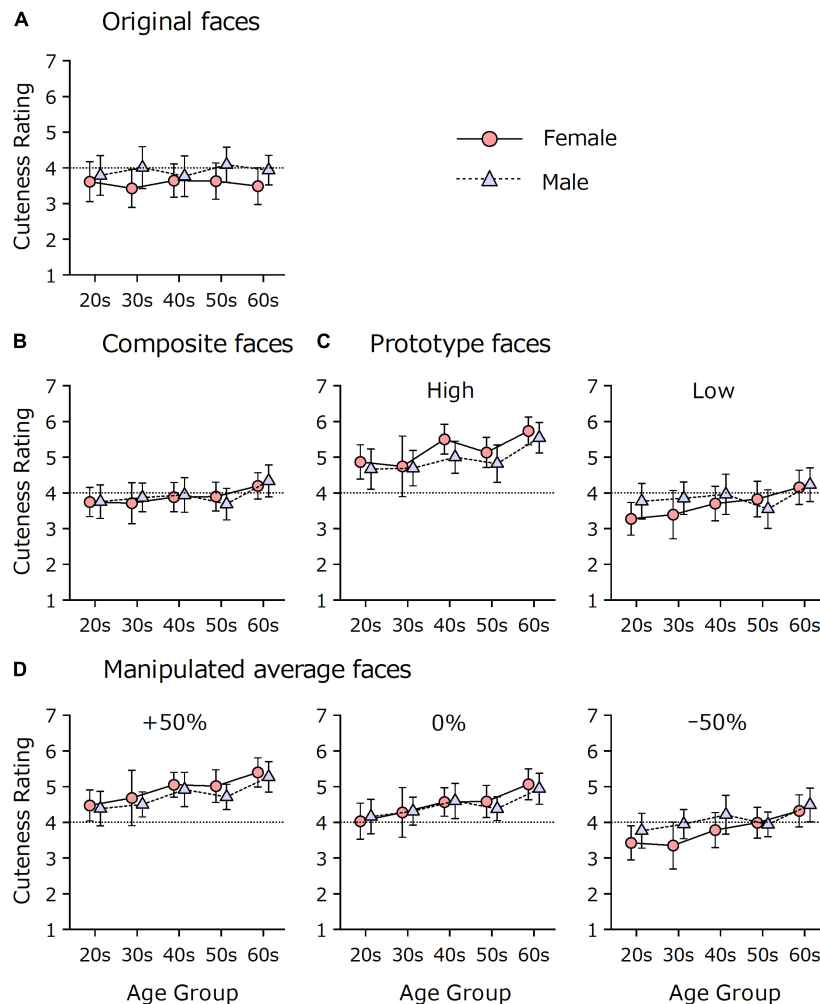 A Original faces
7
6
5
4
3
2
1
Cuteness Rating
20s 30s 40s 50s 60s
Female
Male
B Composite faces
7
6
5
4
3
2
1
Cuteness Rating
20s 30s 40s 50s 60s
C Prototype faces
High
7
6
5
4
3
2
1
20s 30s 40s 50s 60s
Low
7
6
5
4
3
2
1
20s 30s 40s 50s 60s
D Manipulated average faces
+50%
7
6
5
4
3
2
1
Cuteness Rating
20s 30s 40s 50s 60s
Age Group
0%
7
6
5
4
3
2
1
20s 30s 40s 50s 60s
Age Group
−50%
7
6
5
4
3
2
1
20s 30s 40s 50s 60s
Age Group